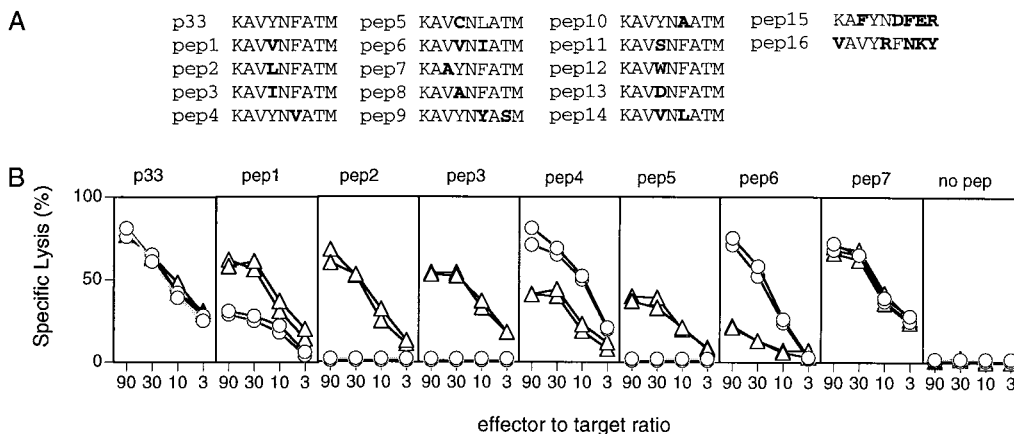 A
p33 KAVYNFATM pep5 KAVCNLATM pep10 KAVYNAATM pep15 KAFYNDFER
pep1 KAVVNFATM pep6 KAVVNIATM pep11 KAVSNFATM pep16 VAVYRFNKY
pep2 KAVLNFATM pep7 KAAYNFATM pep12 KAVWNFATM
pep3 KAVINFATM pep8 KAVANFATM pep13 KAVDNFATM
pep4 KAVYNVATM pep9 KAVYNYASM pep14 KAVVNLATM
B
p33 pep1 pep2 pep3 pep4 pep5 pep6 pep7 no pep
Specific Lysis (%)
100
50
0
90 30 10 3 90 30 10 3 90 30 10 3 90 30 10 3 90 30 10 3 90 30 10 3 90 30 10 3 90 30 10 3 90 30 10 3
effector to target ratio